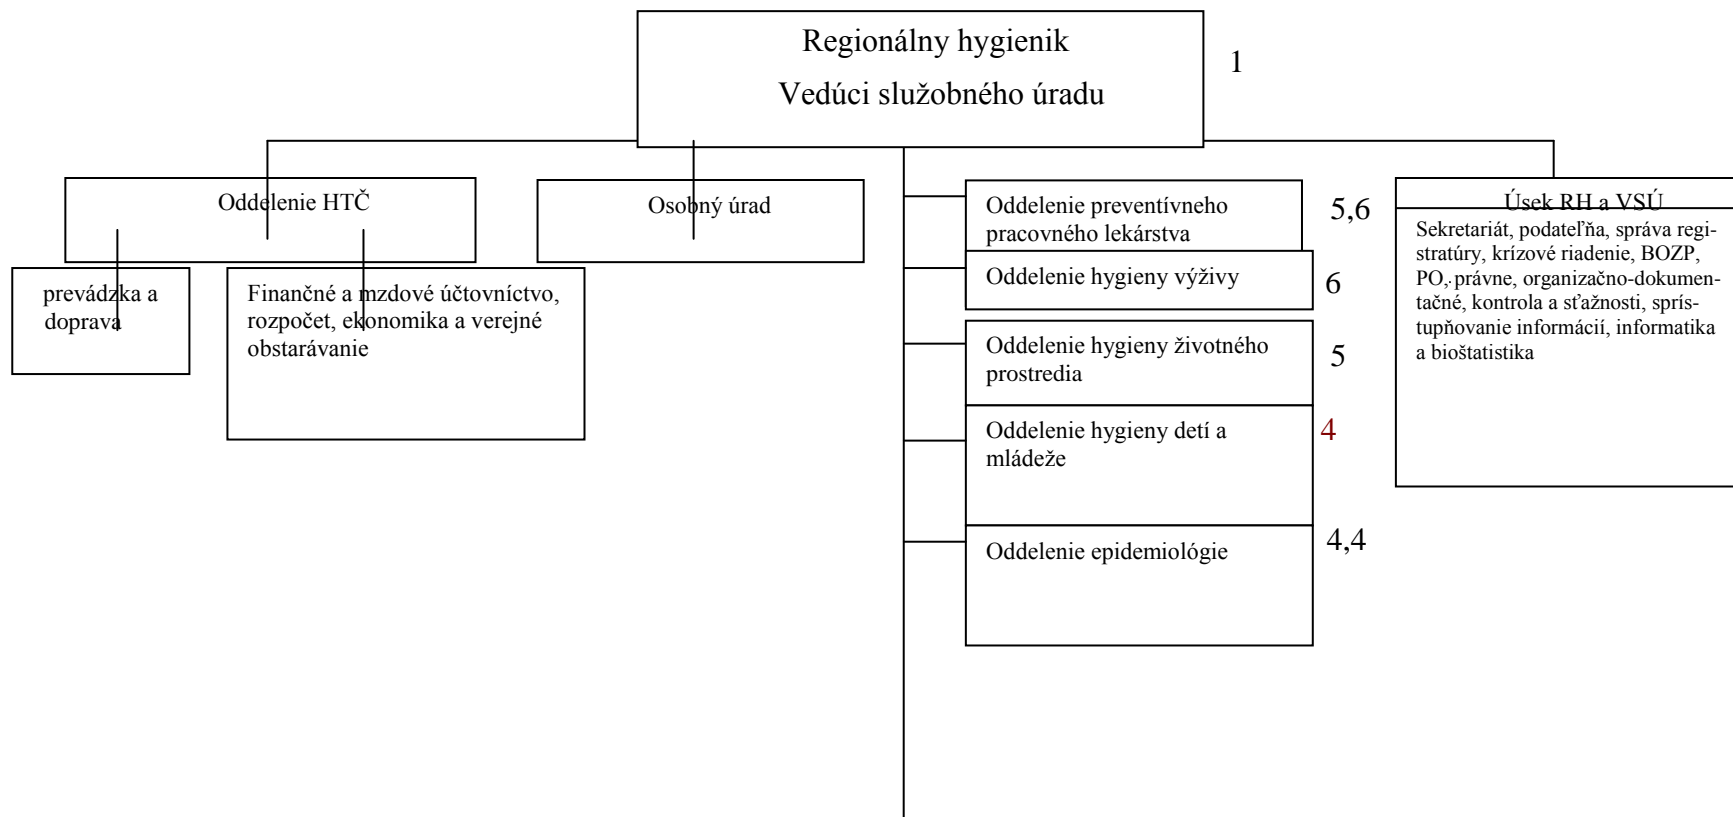 Regionálny hygienik
Vedúci služobného úradu
1
Oddelenie HTČ
Osobný úrad
prevádzka a
doprava
Finančné a mzdové účtovníctvo,
rozpočet, ekonomika a verejné
obstarávanie
Oddelenie preventívneho
pracovného lekárstva
5,6
Oddelenie hygieny výživy
6
Oddelenie hygieny životného
prostredia
5
Oddelenie hygieny detí a
mládeže
4
Oddelenie epidemiológie
4,4
Úsek RH a VSÚ
Sekretariát, podateľňa, správa regi-
stratúry, krízové riadenie, BOZP,
PO, právne, organizačno-dokumen-
tačné, kontrola a sťažnosti, sprís-
tupňovanie informácií, informatika
a bioštatistika